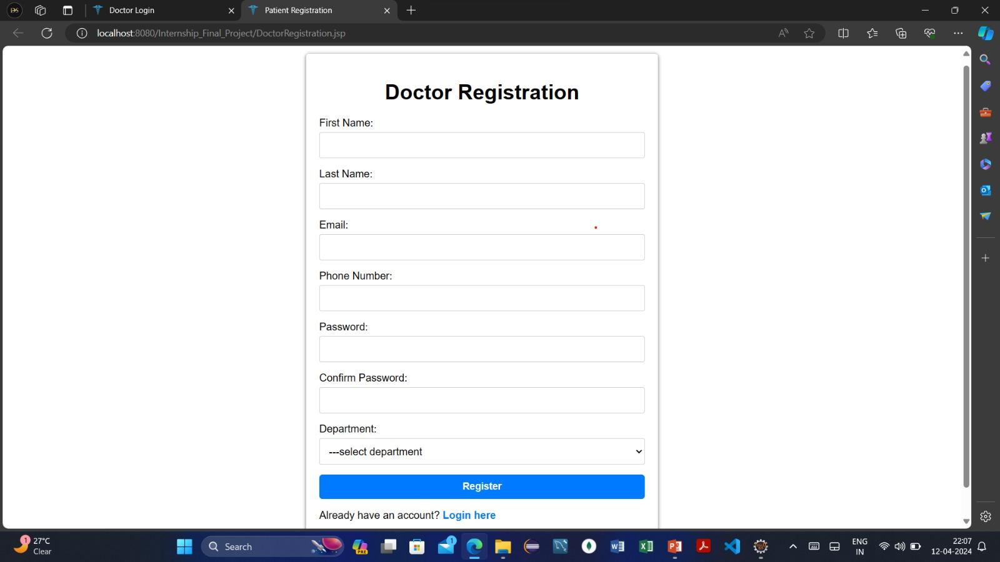 Doctor Login
Patient Registration
localhost:8080/Internship_Final_Project/DoctorRegistration.jsp
Doctor Registration
First Name:
Last Name:
Email:
Phone Number:
Password:
Confirm Password:
Department:
---select department
Register
Already have an account? Login here
1
27°C
Clear
Search
PRE
1
ENG
IN
22:07
12-04-2024